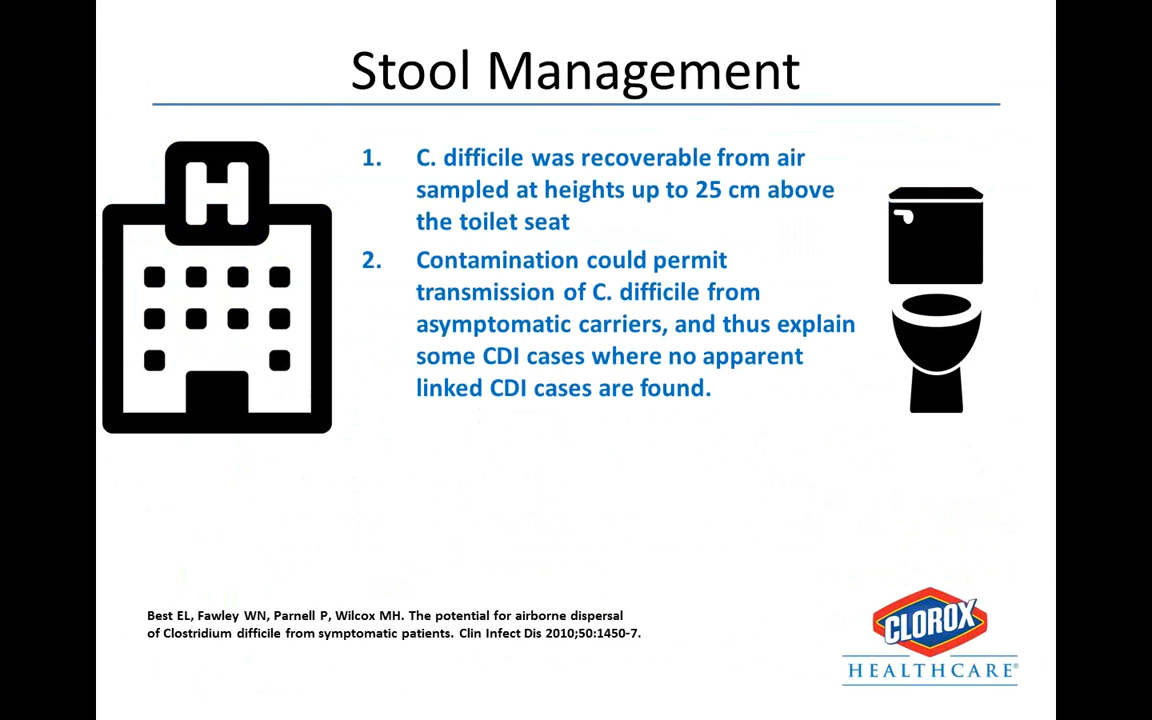 Stool Management
H
1. C. difficile was recoverable from air
sampled at heights up to 25 cm above
the toilet seat
2. Contamination could permit
transmission of C. difficile from
asymptomatic carriers, and thus explain
some CDI cases where no apparent
linked CDI cases are found.
Best EL, Fawley WN, Parnell P, Wilcox MH. The potential for airborne dispersal
of Clostridium difficile from symptomatic patients. Clin Infect Dis 2010;50:1450-7.
CLOROX
HEALTHCARE®